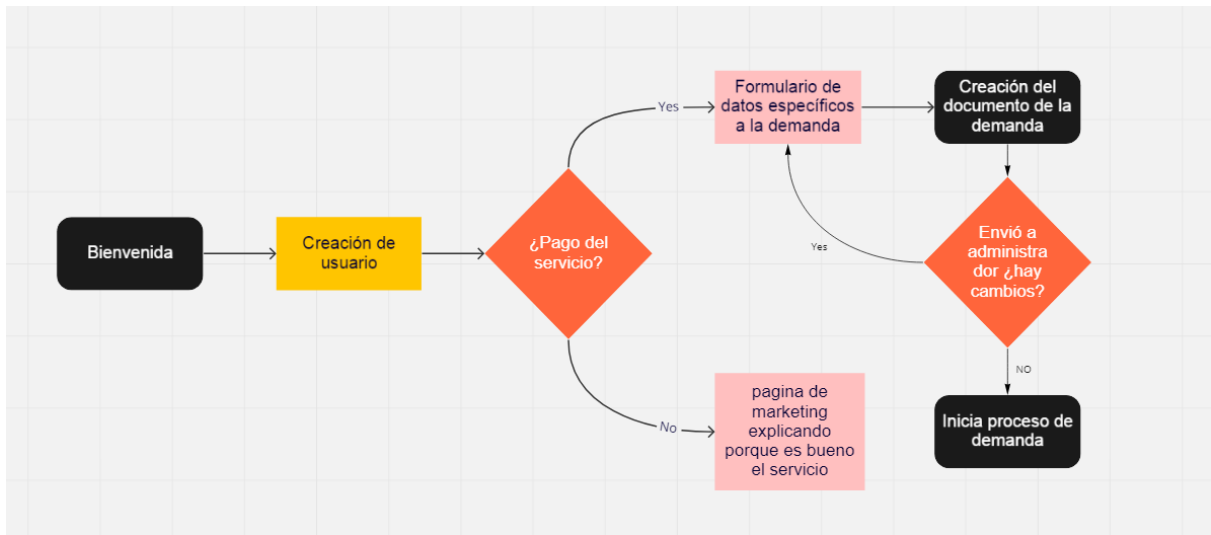 Bienvenida
Creación de
usuario
¿Pago del
servicio?
Yes
Formulario de
datos específicos
a la demanda
Creación del
documento de la
demanda
Envió a
administra
dor ¿hay
cambios?
Yes
NO
Inicia proceso de
demanda
No
pagina de
marketing
explicando
porque es bueno
el servicio